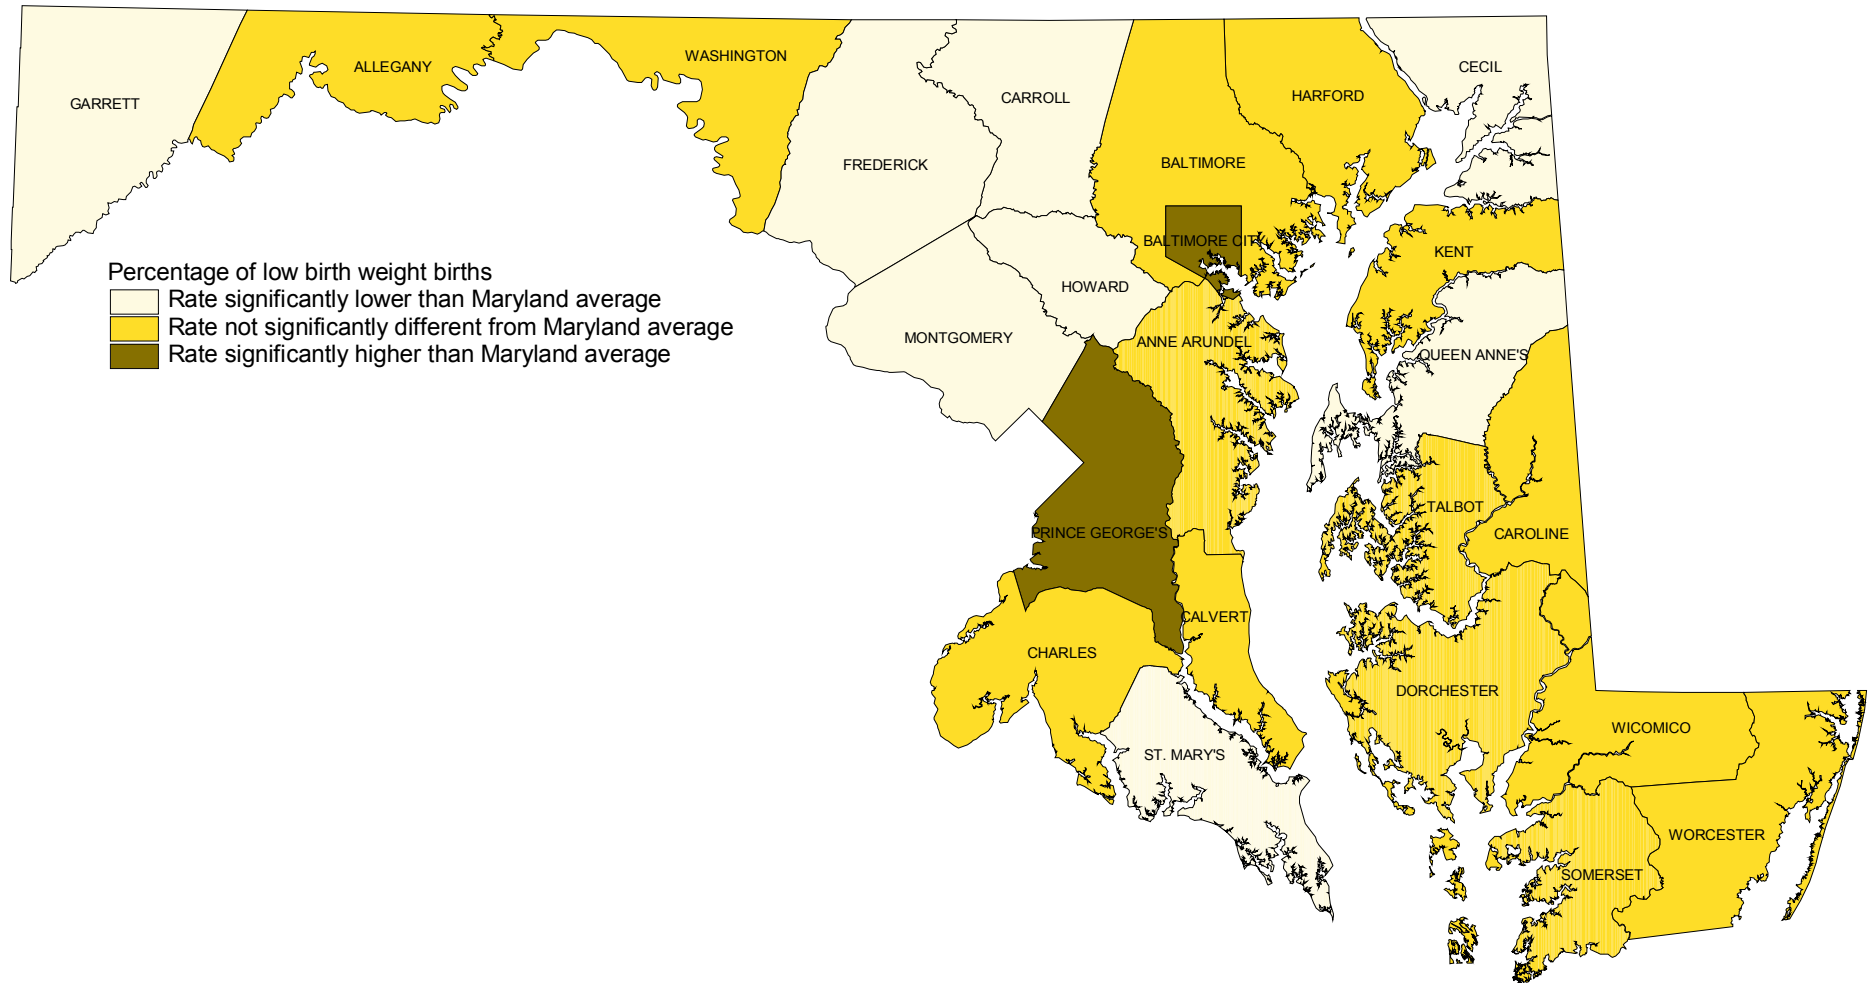 WASHINGTON
ALLEGANY
CECIL
GARRETT
CARROLL
HARFORD
FREDERICK
BALTIMORE
BALTIMORE CITY
KENT
Percentage of low birth weight births
Rate significantly lower than Maryland average
Rate not significantly different from Maryland average
Rate significantly higher than Maryland average
HOWARD
MONTGOMERY
ANNE ARUNDEL
QUEEN ANNE'S
TALBOT
PRINCE GEORGE'S
CAROLINE
CALVERT
CHARLES
DORCHESTER
WICOMICO
ST. MARY'S
WORCESTER
SOMERSET